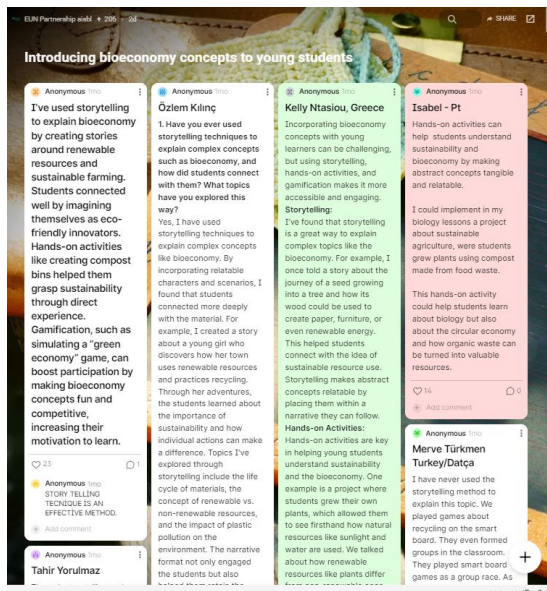 EUN Partnership aisbl + 206 · 2d
SHARE
Introducing bioeconomy concepts to young students
Anonymous 1mo
I've used storytelling
to explain bioeconomy
by creating stories
around renewable
resources and
sustainable farming.
Students connected
well by imagining
themselves as eco-
friendly innovators.
Hands-on activities
like creating compost
bins helped them
grasp sustainability
through direct
experience.
Gamification, such as
simulating a "green
economy" game, can
boost participation by
making bioeconomy
concepts fun and
competitive,
increasing their
motivation to learn.
23
1
Anonymous 1mo
STORY TELLİNG
TECNİQUE İS AN
EFFECTİVE METHOD.
Add comment
Anonymous 1mo
Tahir Yorulmaz
Anonymous 1mo
Özlem Kılınç
1. Have you ever used
storytelling techniques to
explain complex concepts
such as bioeconomy, and
how did students connect
with them? What topics
have you explored this
way?
Yes, I have used
storytelling techniques to
explain complex concepts
like bioeconomy. By
incorporating relatable
characters and scenarios, I
found that students
connected more deeply
with the material. For
example, I created a story
about a young girl who
discovers how her town
uses renewable resources
and practices recycling.
Through her adventures,
the students learned about
the importance of
sustainability and how
individual actions can make
a difference. Topics I've
explored through
storytelling include the life
cycle of materials, the
concept of renewable vs.
non-renewable resources,
and the impact of plastic
pollution on the
environment. The narrative
format not only engaged
the students but also
helped them retain the
Anonymous 1mo
Kelly Ntasiou, Greece
Incorporating bioeconomy
concepts with young
learners can be challenging,
but using storytelling,
hands-on activities, and
gamification makes it more
accessible and engaging.
Storytelling:
I've found that storytelling
is a great way to explain
complex topics like the
bioeconomy. For example, I
once told a story about the
journey of a seed growing
into a tree and how its
wood could be used to
create paper, furniture, or
even renewable energy.
This helped students
connect with the idea of
sustainable resource use.
Storytelling makes abstract
concepts relatable by
placing them within a
narrative they can follow.
Hands-on Activities:
Hands-on activities are key
in helping young students
understand sustainability
and the bioeconomy. One
example is a project where
students grew their own
plants, which allowed them
to see firsthand how natural
resources like sunlight and
water are used. We talked
about how renewable
resources like plants differ
from non-renewable ones
Anonymous 1mo
Isabel - Pt
Hands-on activities can
help students understand
sustainability and
bioeconomy by making
abstract concepts tangible
and relatable.
I could implement in my
biology lessons a project
about sustainable
agriculture, were students
grew plants using compost
made from food waste.
This hands-on activity
could help students learn
about biology but also
about the circular economy
and how organic waste can
be turned into valuable
resources.
14
0
Add comment
Anonymous 1mo
Merve Türkmen
Turkey/Datça
I have never used the
storytelling method to
explain this topic. We
played games about
recycling on the smart
board. They even formed
groups in the classroom.
They played smart board
games as a group race. As